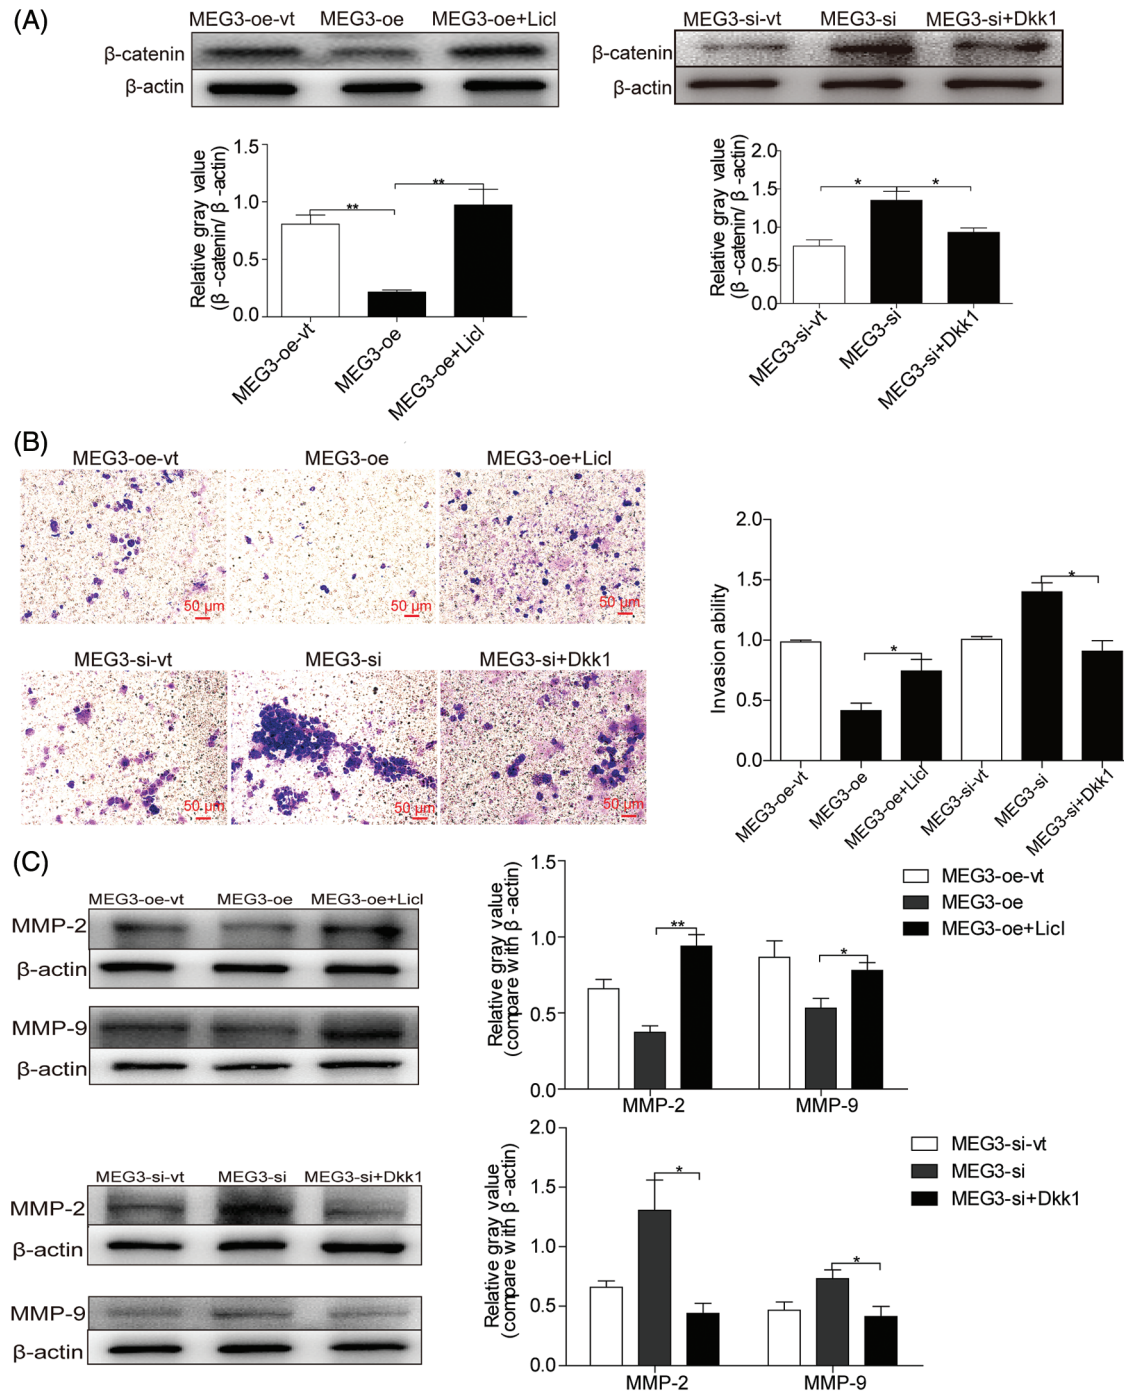 (A)
MEG3-oe-vt MEG3-oe MEG3-oe+Licl
β-catenin
β-actin
MEG3-si-vt MEG3-si MEG3-si+Dkk1
β-catenin
β-actin
Relative gray value
(β -catenin/ β -actin)
1.5
1.0
0.5
0.0
** **
MEG3-oe-vt
MEG3-oe
MEG3-oe+Licl
Relative gray value
(β -catenin/ β -actin)
2.0
1.5
1.0
0.5
0.0
* *
MEG3-si-vt
MEG3-si
MEG3-si+Dkk1
(B)
MEG3-oe-vt MEG3-oe MEG3-oe+Licl
50 µm 50 µm 50 µm
MEG3-si-vt MEG3-si MEG3-si+Dkk1
50 µm 50 µm 50 µm
Invasion ability
2.0
1.5
1.0
0.5
0.0
* *
MEG3-oe-vt
MEG3-oe
MEG3-oe+Licl
MEG3-si-vt
MEG3-si
MEG3-si+Dkk1
(C)
MEG3-oe-vt MEG3-oe MEG3-oe+Licl
MMP-2
β-actin
MMP-9
β-actin
Relative gray value
(compare with β -actin)
1.5
1.0
0.5
0.0
** *
MMP-2 MMP-9
MEG3-oe-vt
MEG3-oe
MEG3-oe+Licl
MEG3-si-vt MEG3-si MEG3-si+Dkk1
MMP-2
β-actin
MMP-9
β-actin
Relative gray value
(compare with β -actin)
2.0
1.5
1.0
0.5
0.0
* *
MMP-2 MMP-9
MEG3-si-vt
MEG3-si
MEG3-si+Dkk1